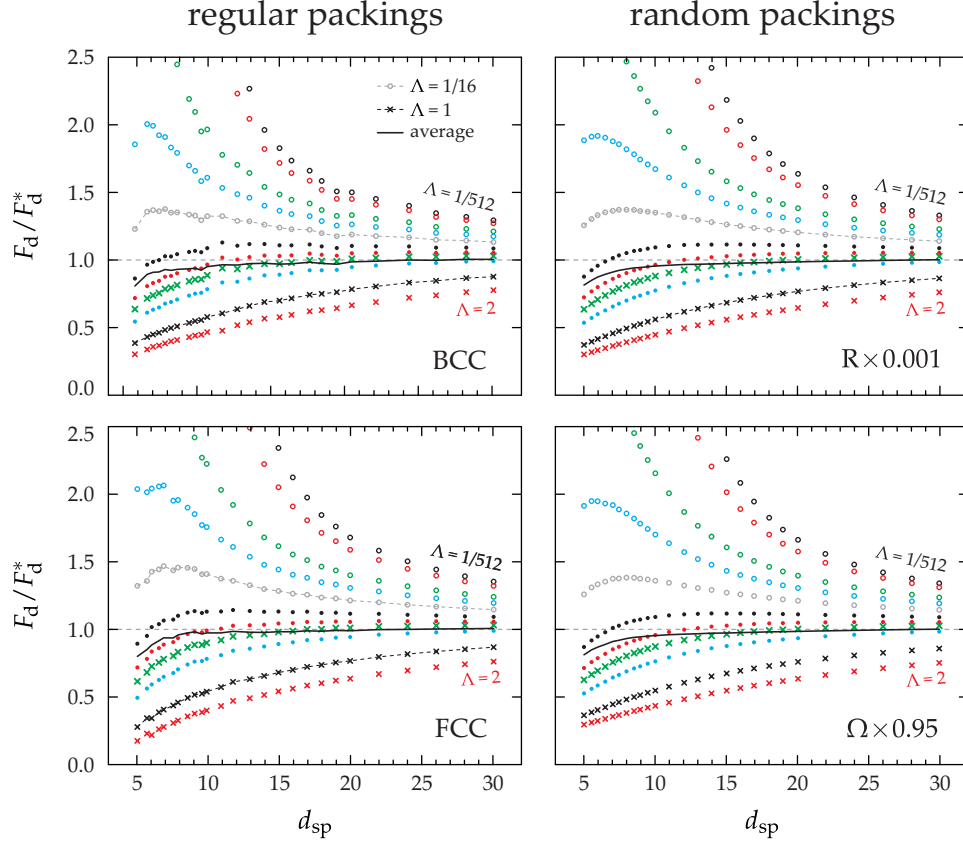 regular packings
random packings
2.5
2.0
1.5
1.0
0.5
0.0
F_d / F_d^*
Λ = 1/16
Λ = 1
average
Λ = 1/512
Λ = 2
BCC
Λ = 1/512
Λ = 2
R × 0.001
2.5
2.0
1.5
1.0
0.5
0.0
F_d / F_d^*
Λ = 1/512
Λ = 2
FCC
Λ = 1/512
Λ = 2
Ω × 0.95
5 10 15 20 25 30
5 10 15 20 25 30
d_sp
d_sp